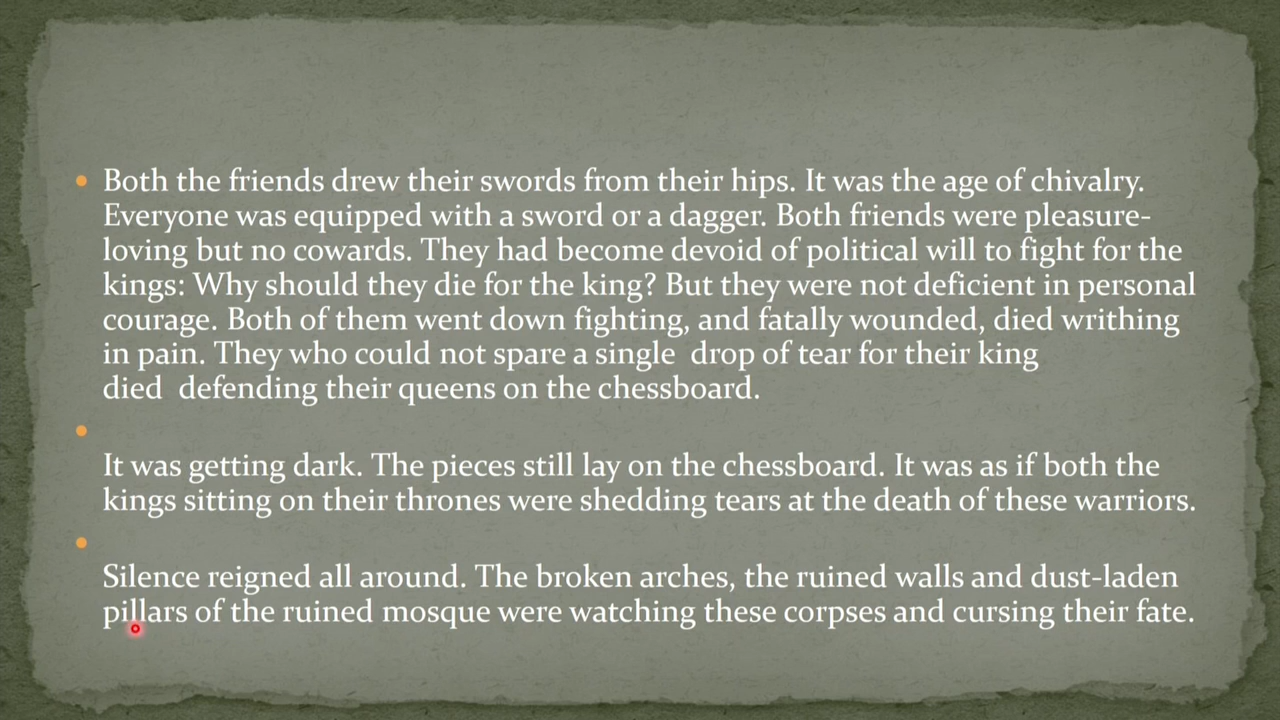 Both the friends drew their swords from their hips. It was the age of chivalry.
Everyone was equipped with a sword or a dagger. Both friends were pleasure-
loving but no cowards. They had become devoid of political will to fight for the
kings: Why should they die for the king? But they were not deficient in personal
courage. Both of them went down fighting, and fatally wounded, died writhing
in pain. They who could not spare a single  drop of tear for their king
died  defending their queens on the chessboard.
It was getting dark. The pieces still lay on the chessboard. It was as if both the
kings sitting on their thrones were shedding tears at the death of these warriors.
Silence reigned all around. The broken arches, the ruined walls and dust-laden
pillars of the ruined mosque were watching these corpses and cursing their fate.